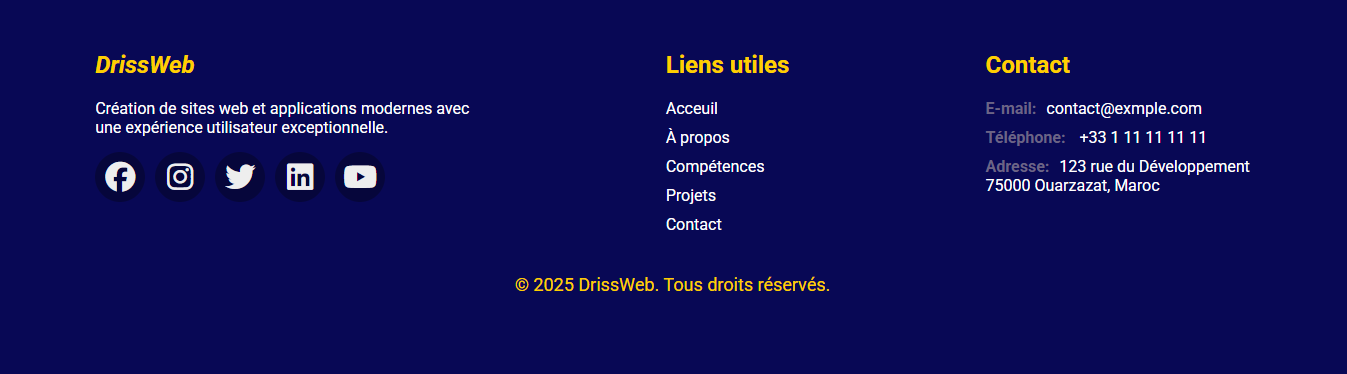 DrissWeb
Création de sites web et applications modernes avec
une expérience utilisateur exceptionnelle.
Liens utiles
Acceuil
À propos
Compétences
Projets
Contact
Contact
E-mail: contact@exmple.com
Téléphone: +33 1 11 11 11 11
Adresse: 123 rue du Développement
75000 Ouarzazat, Maroc
© 2025 DrissWeb. Tous droits réservés.